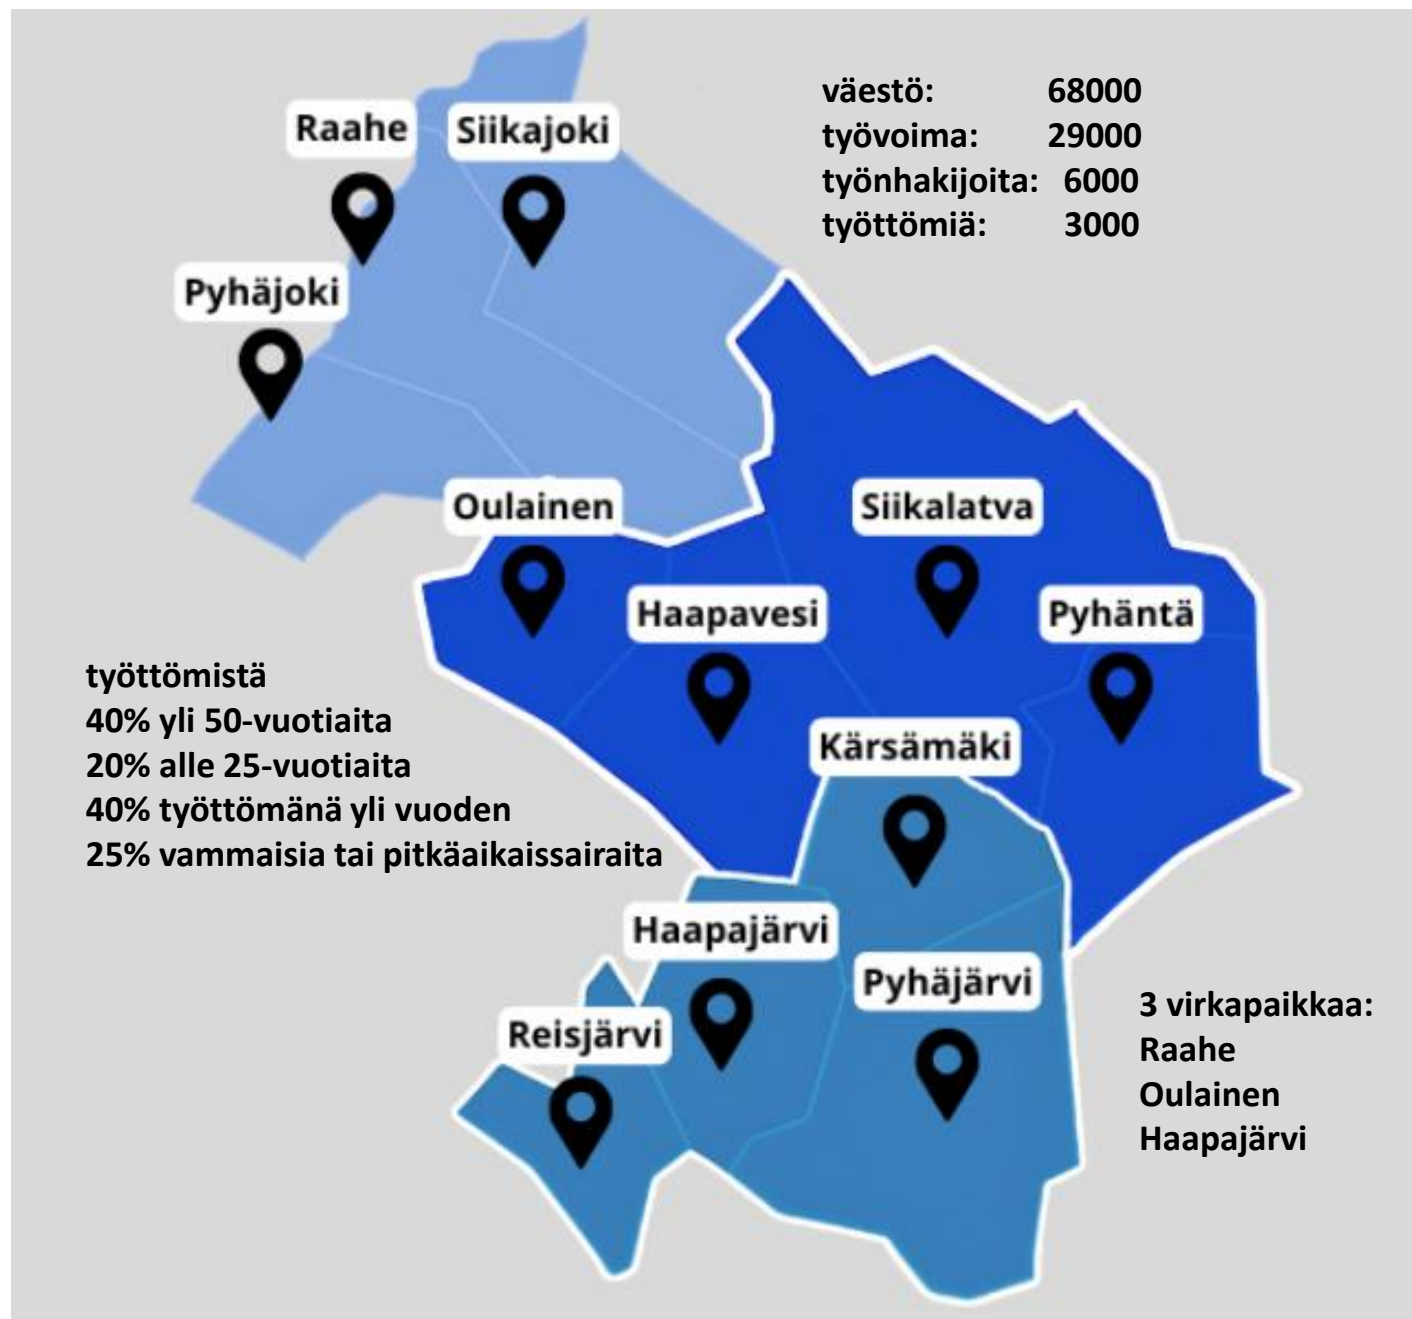 väestö: 68000
työvoima: 29000
työnhakijoita: 6000
työttömiä: 3000
Raahe
Siikajoki
Pyhäjoki
Oulainen
Siikalatva
Haapavesi
Pyhäntä
työttömistä
40% yli 50-vuotiaita
20% alle 25-vuotiaita
40% työttömänä yli vuoden
25% vammaisia tai pitkäaikaissairaita
Kärsämäki
Haapajärvi
Pyhäjärvi
Reisjärvi
3 virkapaikkaa:
Raahe
Oulainen
Haapajärvi